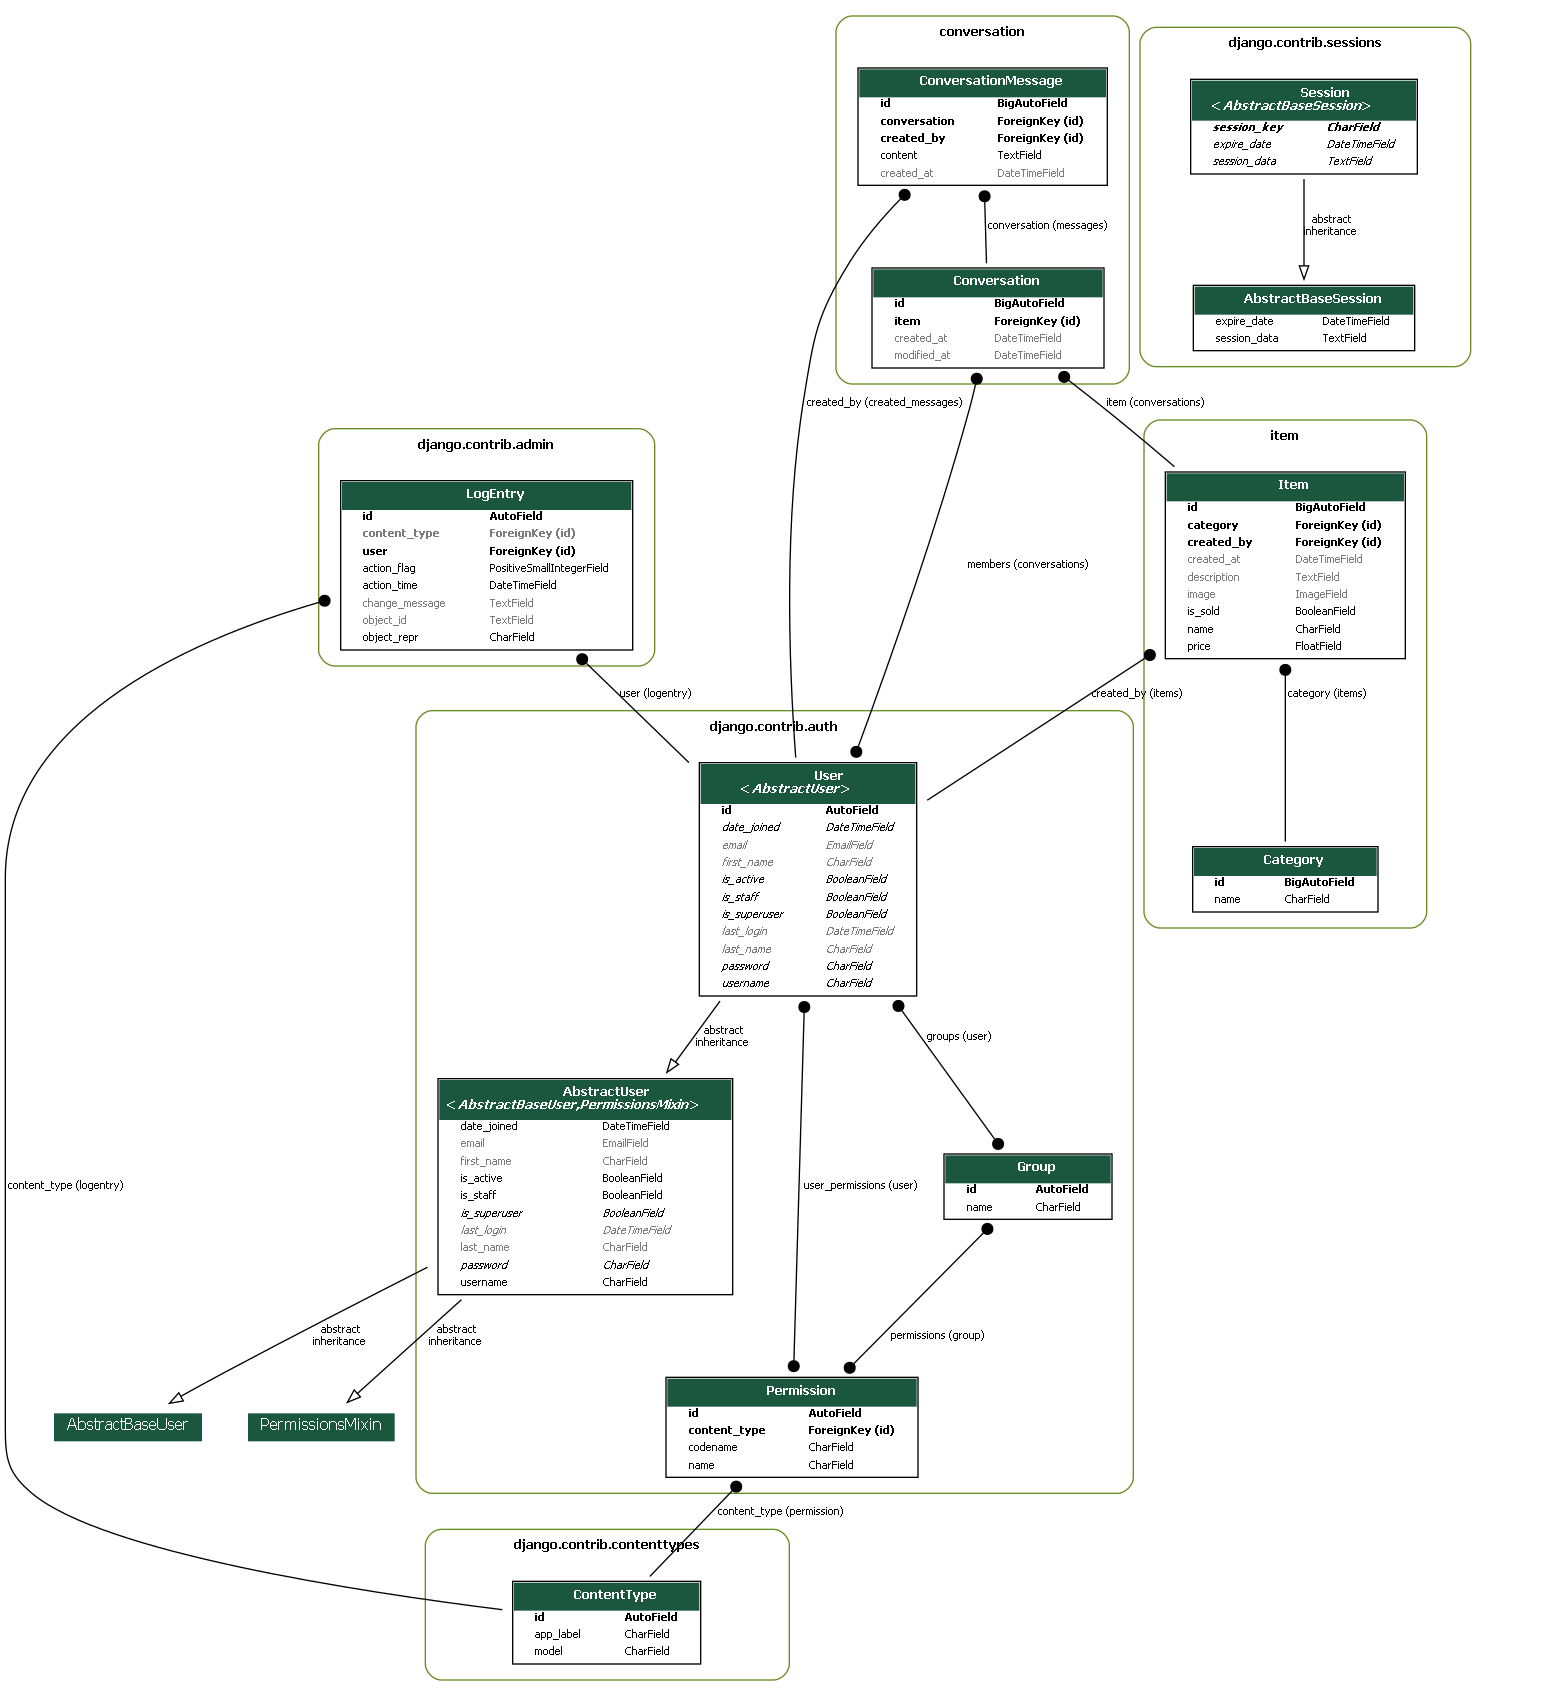 conversation
ConversationMessage
id BigAutoField
conversation ForeignKey (id)
created_by ForeignKey (id)
content TextField
created_at DateTimeField
conversation (messages)
Conversation
id BigAutoField
item ForeignKey (id)
created_at DateTimeField
modified_at DateTimeField
django.contrib.sessions
Session
<AbstractBaseSession>
session_key CharField
expire_date DateTimeField
session_data TextField
abstract
inheritance
AbstractBaseSession
expire_date DateTimeField
session_data TextField
created_by (created_messages)
item (conversations)
members (conversations)
django.contrib.admin
LogEntry
id AutoField
content_type ForeignKey (id)
user ForeignKey (id)
action_flag PositiveSmallIntegerField
action_time DateTimeField
change_message TextField
object_id TextField
object_repr CharField
user (logentry)
item
Item
id BigAutoField
category ForeignKey (id)
created_by ForeignKey (id)
created_at DateTimeField
description TextField
image ImageField
is_sold BooleanField
name CharField
price FloatField
created_by (items)
category (items)
Category
id BigAutoField
name CharField
django.contrib.auth
User
<AbstractUser>
id AutoField
date_joined DateTimeField
email EmailField
first_name CharField
is_active BooleanField
is_staff BooleanField
is_superuser BooleanField
last_login DateTimeField
last_name CharField
password CharField
username CharField
abstract
inheritance
groups (user)
AbstractUser
<AbstractBaseUser,PermissionsMixin>
date_joined DateTimeField
email EmailField
first_name CharField
is_active BooleanField
is_staff BooleanField
is_superuser BooleanField
last_login DateTimeField
last_name CharField
password CharField
username CharField
Group
id AutoField
name CharField
content_type (logentry)
user_permissions (user)
abstract
inheritance
abstract
inheritance
permissions (group)
AbstractBaseUser
PermissionsMixin
Permission
id AutoField
content_type ForeignKey (id)
codename CharField
name CharField
content_type (permission)
django.contrib.contenttypes
ContentType
id AutoField
app_label CharField
model CharField